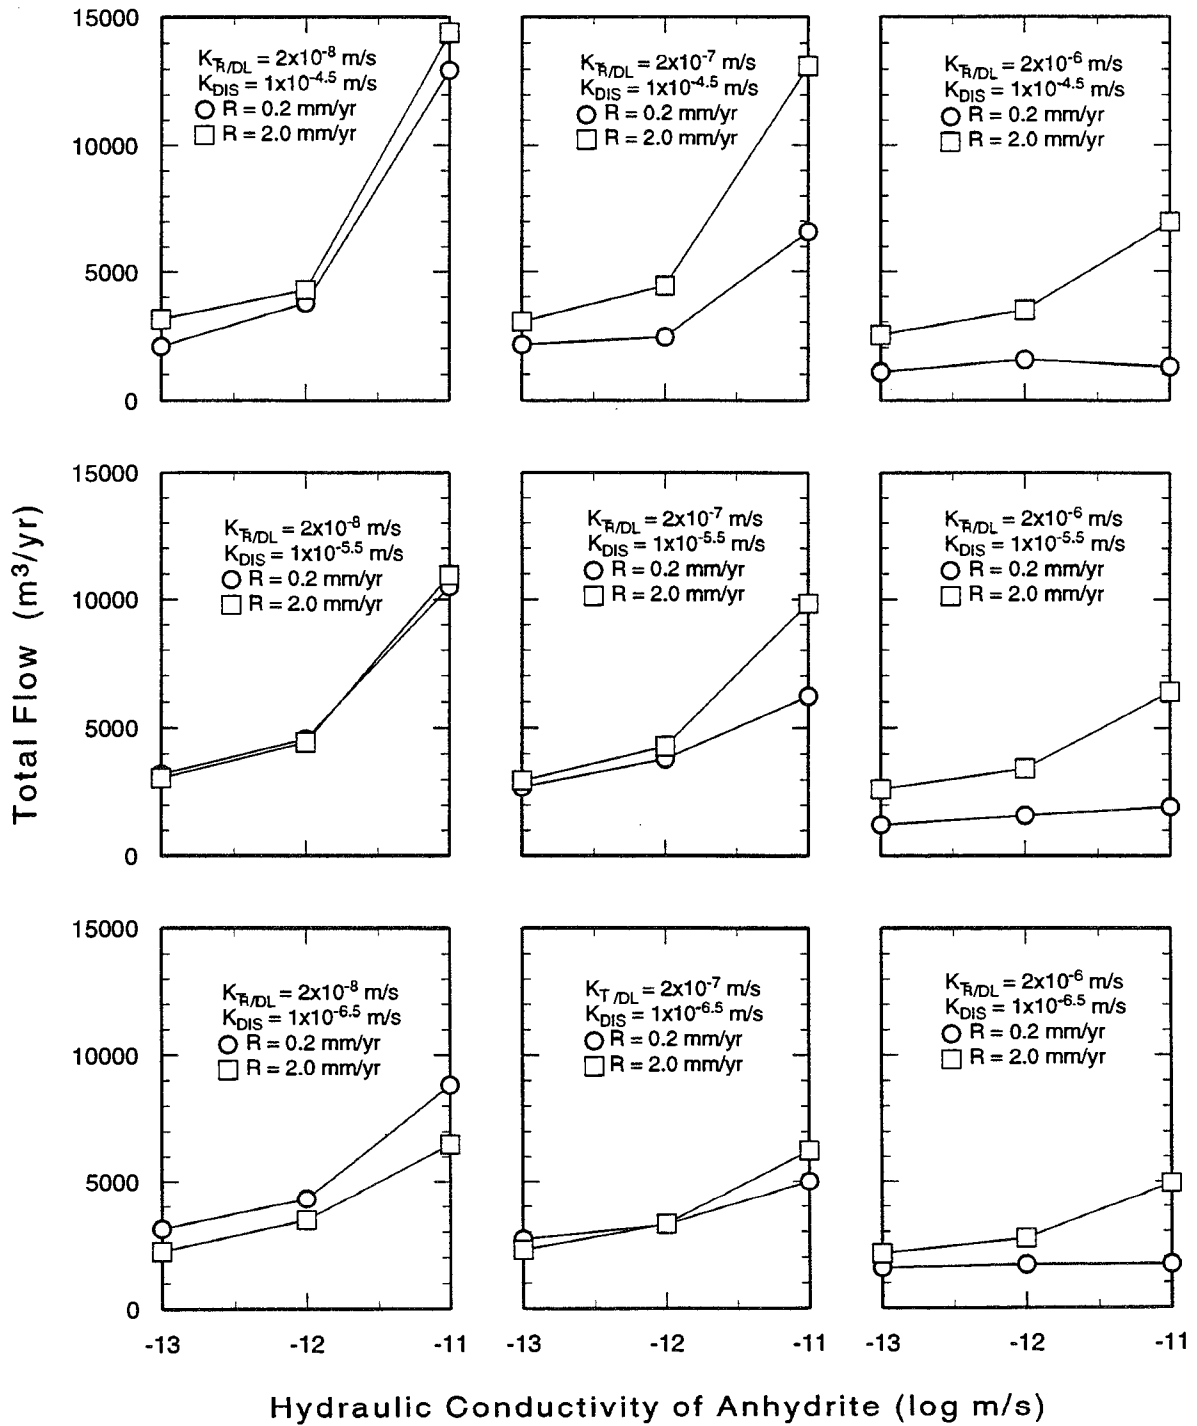 15000
10000
5000
0
K_TR/DL = 2x10^-8 m/s
K_DIS = 1x10^-4.5 m/s
R = 0.2 mm/yr
R = 2.0 mm/yr
K_TR/DL = 2x10^-7 m/s
K_DIS = 1x10^-4.5 m/s
R = 0.2 mm/yr
R = 2.0 mm/yr
K_TR/DL = 2x10^-6 m/s
K_DIS = 1x10^-4.5 m/s
R = 0.2 mm/yr
R = 2.0 mm/yr
Total Flow (m^3/yr)
15000
10000
5000
0
K_TR/DL = 2x10^-8 m/s
K_DIS = 1x10^-5.5 m/s
R = 0.2 mm/yr
R = 2.0 mm/yr
K_TR/DL = 2x10^-7 m/s
K_DIS = 1x10^-5.5 m/s
R = 0.2 mm/yr
R = 2.0 mm/yr
K_TR/DL = 2x10^-6 m/s
K_DIS = 1x10^-5.5 m/s
R = 0.2 mm/yr
R = 2.0 mm/yr
15000
10000
5000
0
K_TR/DL = 2x10^-8 m/s
K_DIS = 1x10^-6.5 m/s
R = 0.2 mm/yr
R = 2.0 mm/yr
K_T /DL = 2x10^-7 m/s
K_DIS = 1x10^-6.5 m/s
R = 0.2 mm/yr
R = 2.0 mm/yr
K_TR/DL = 2x10^-6 m/s
K_DIS = 1x10^-6.5 m/s
R = 0.2 mm/yr
R = 2.0 mm/yr
-13 -12 -11 -13 -12 -11 -13 -12 -11
Hydraulic Conductivity of Anhydrite (log m/s)